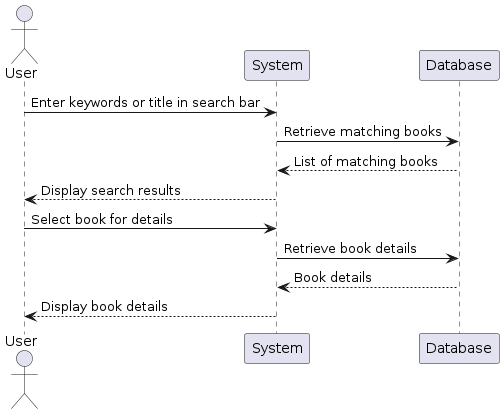 User
System
Database
Enter keywords or title in search bar
Retrieve matching books
List of matching books
Display search results
Select book for details
Retrieve book details
Book details
Display book details
User
System
Database